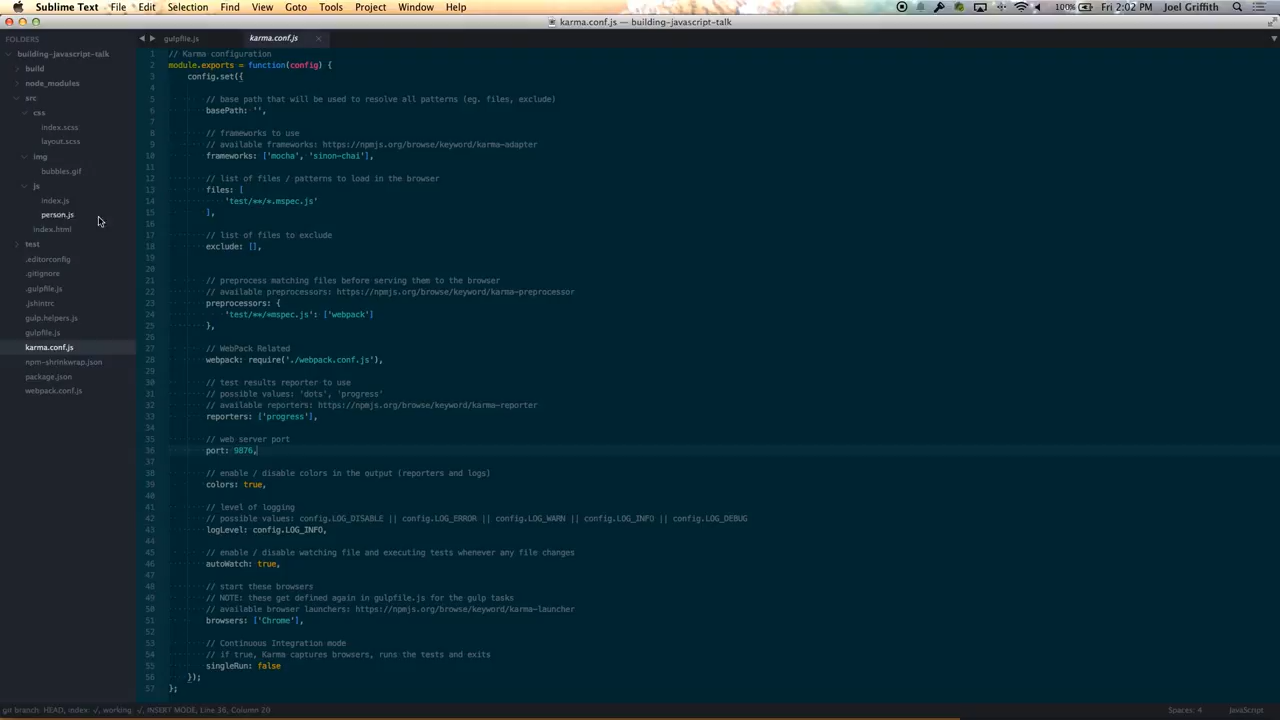 Sublime Text File Edit Selection Find View Goto Tools Project Window Help 100% Fri 2:02 PM Joel Griffith
karma.conf.js — building-javascript-talk
FOLDERS
building-javascript-talk
build
node_modules
src
css
index.scss
layout.scss
img
bubbles.gif
js
index.js
person.js
index.html
test
.editorconfig
.gitignore
.gulpfile.js
.jshintrc
gulp.helpers.js
gulpfile.js
karma.conf.js
npm-shrinkwrap.json
package.json
webpack.conf.js
gulpfile.js karma.conf.js
1 // Karma configuration
2 module.exports = function(config) {
3 config.set({
4
5 // base path that will be used to resolve all patterns (eg. files, exclude)
6 basePath: '',
7
8 // frameworks to use
9 // available frameworks: https://npmjs.org/browse/keyword/karma-adapter
10 frameworks: ['mocha', 'sinon-chai'],
11
12 // list of files / patterns to load in the browser
13 files: [
14 'test/**/*.mspec.js'
15 ],
16
17 // list of files to exclude
18 exclude: [],
19
20
21 // preprocess matching files before serving them to the browser
22 // available preprocessors: https://npmjs.org/browse/keyword/karma-preprocessor
23 preprocessors: {
24 'test/**/*mspec.js': ['webpack']
25 },
26
27 // WebPack Related
28 webpack: require('./webpack.conf.js'),
29
30 // test results reporter to use
31 // possible values: 'dots', 'progress'
32 // available reporters: https://npmjs.org/browse/keyword/karma-reporter
33 reporters: ['progress'],
34
35 // web server port
36 port: 9876,
37
38 // enable / disable colors in the output (reporters and logs)
39 colors: true,
40
41 // level of logging
42 // possible values: config.LOG_DISABLE || config.LOG_ERROR || config.LOG_WARN || config.LOG_INFO || config.LOG_DEBUG
43 logLevel: config.LOG_INFO,
44
45 // enable / disable watching file and executing tests whenever any file changes
46 autoWatch: true,
47
48 // start these browsers
49 // NOTE: these get defined again in gulpfile.js for the gulp tasks
50 // available browser launchers: https://npmjs.org/browse/keyword/karma-launcher
51 browsers: ['Chrome'],
52
53 // Continuous Integration mode
54 // if true, Karma captures browsers, runs the tests and exits
55 singleRun: false
56 });
57 };
git branch: HEAD, index: ✓, working: ✓, INSERT MODE, Line 36, Column 20 Spaces: 4 JavaScript